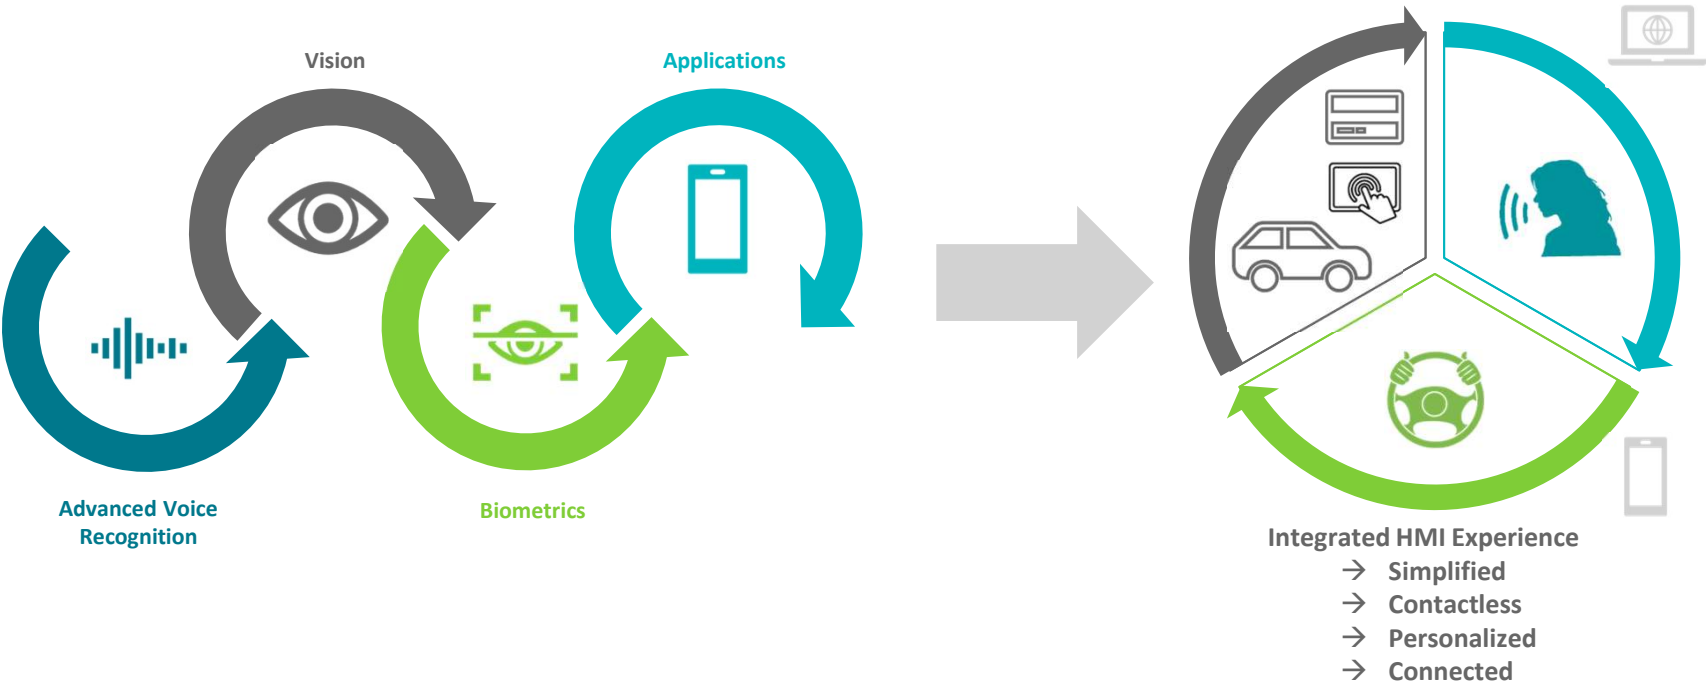 Vision
Applications
Advanced Voice
Recognition
Biometrics
Integrated HMI Experience
→ Simplified
→ Contactless
→ Personalized
→ Connected